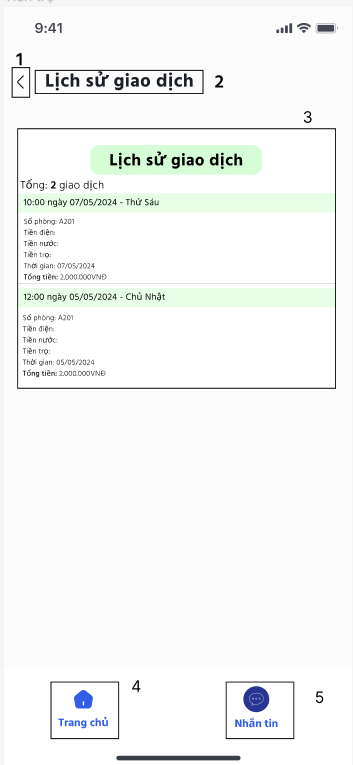 9:41
1
Lịch sử giao dịch 2
3
Lịch sử giao dịch
Tổng: 2 giao dịch
10:00 ngày 07/05/2024 - Thứ Sáu
Số phòng: A201
Tiền điện:
Tiền nước:
Tiền trọ:
Thời gian: 07/05/2024
Tổng tiền: 2.000.000VNĐ
12:00 ngày 05/05/2024 - Chủ Nhật
Số phòng: A201
Tiền điện:
Tiền nước:
Tiền trọ:
Thời gian: 05/05/2024
Tổng tiền: 2.000.000VNĐ
4
5
Trang chủ Nhắn tin